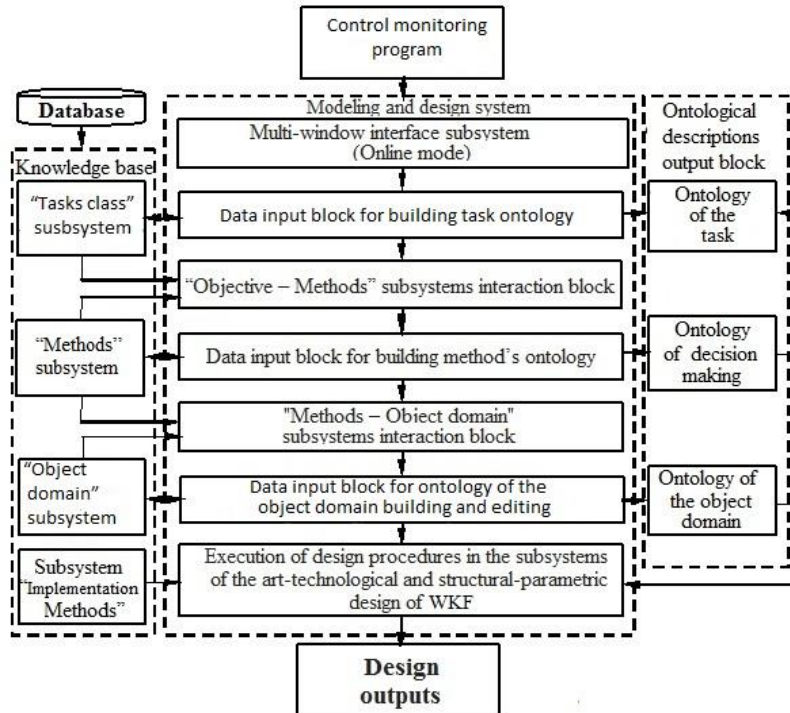 Control monitoring
program
Database
Knowledge base
"Tasks class"
susbsystem
"Methods"
subsystem
"Object
domain"
subsystem
Subsystem
"Implementation
Methods"
Modeling and design system
Multi-window interface subsystem
(Online mode)
Data input block for building task ontology
"Objective – Methods" subsystems interaction block
Data input block for building method's ontology
"Methods – Object domain"
subsystems interaction block
Data input block for ontology of the
object domain building and editing
Execution of design procedures in the subsystems
of the art-technological and structural-parametric
design of WKF
Ontological
descriptions
output block
Ontology
of the
task
Ontology
of decision
making
Ontology of
the object
domain
Design
outputs